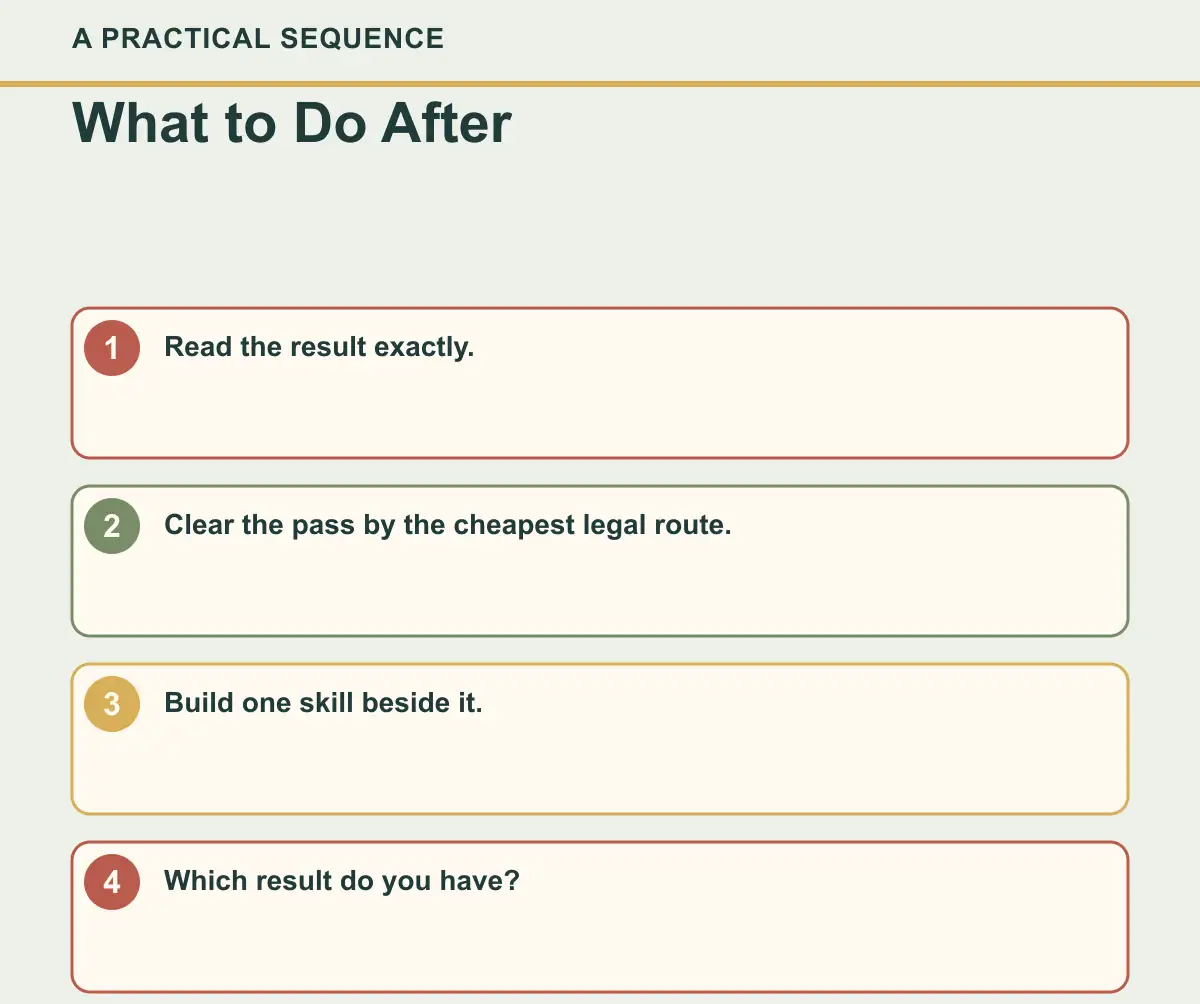 A PRACTICAL SEQUENCE
What to Do After
1 Read the result exactly.
2 Clear the pass by the cheapest legal route.
3 Build one skill beside it.
4 Which result do you have?